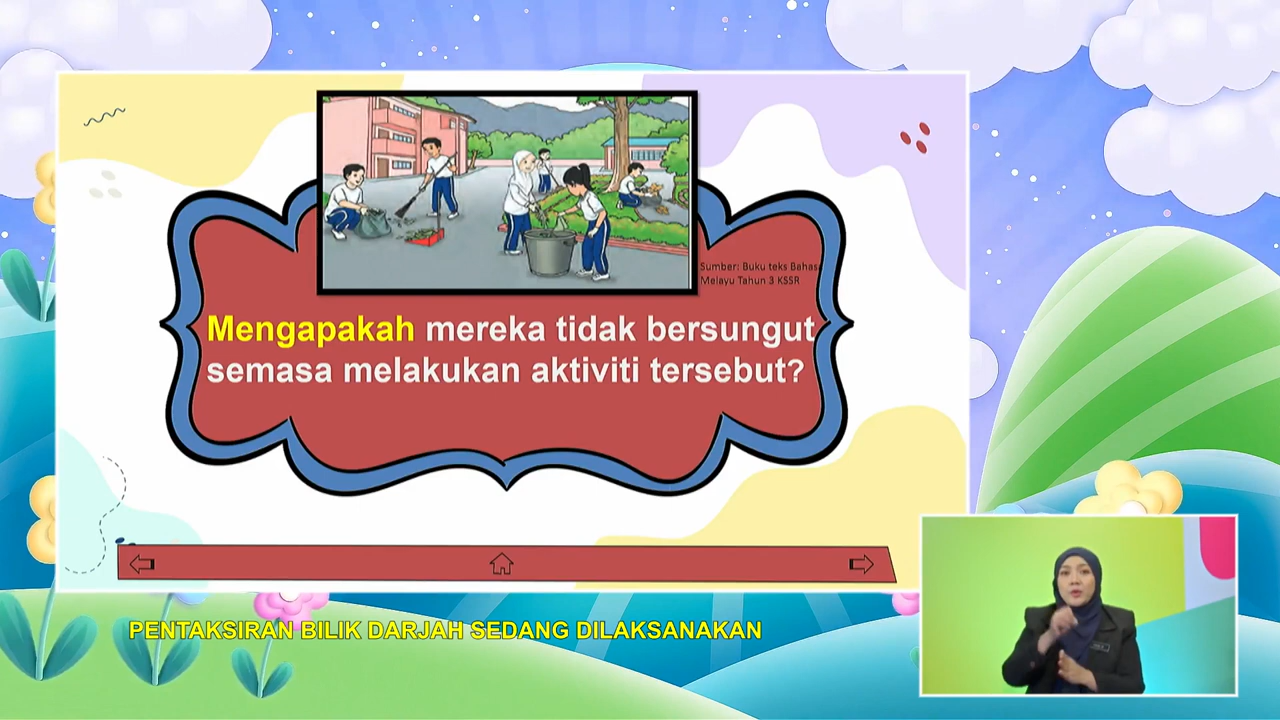 Sumber: Buku teks Bahasa
Melayu Tahun 3 KSSR
Mengapakah mereka tidak bersungut
semasa melakukan aktiviti tersebut?
PENTAKSIRAN BILIK DARJAH SEDANG DILAKSANAKAN